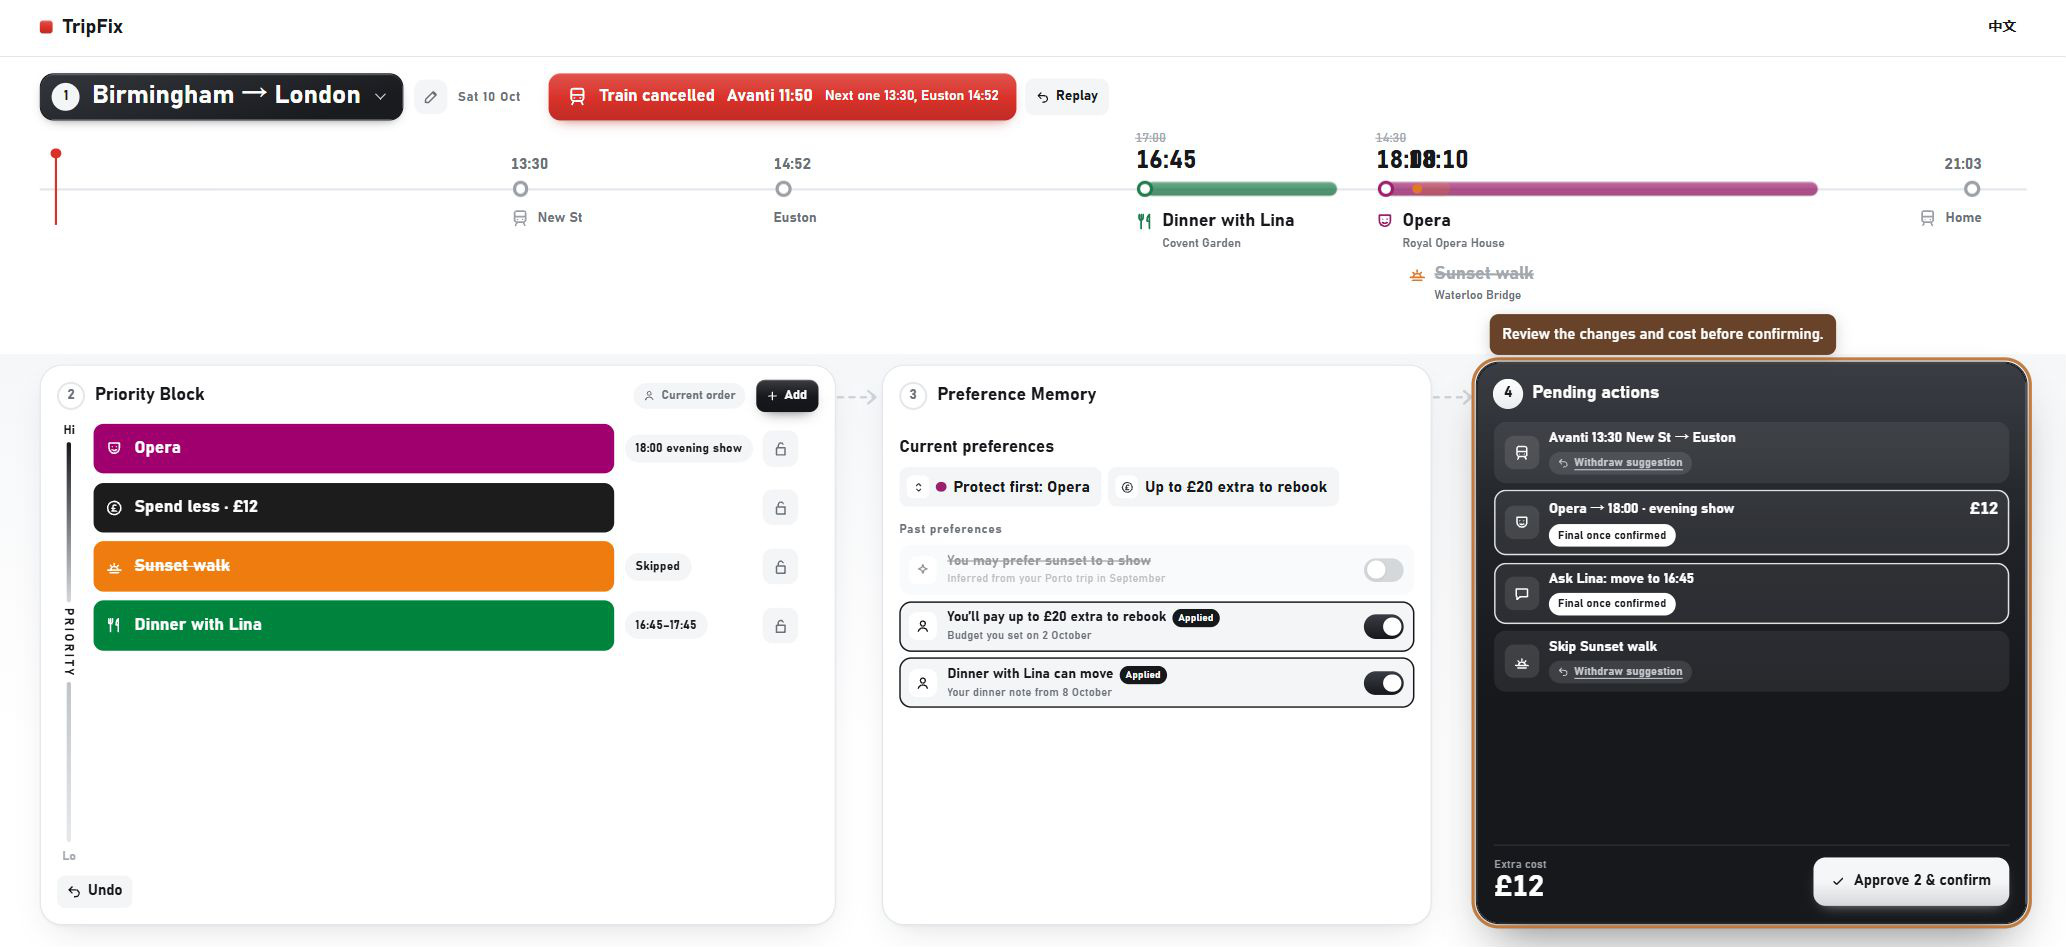 TripFix
中文
1 Birmingham → London
Sat 10 Oct
Train cancelled Avanti 11:50 Next one 13:30, Euston 14:52
Replay
17:00
16:45
14:30
18:00
18:10
13:30
14:52
21:03
New St
Euston
Dinner with Lina
Covent Garden
Opera
Royal Opera House
Home
Sunset walk
Waterloo Bridge
Review the changes and cost before confirming.
2 Priority Block
Current order
+ Add
Hi
PRIORITY
Lo
Opera
18:00 evening show
Spend less · £12
Sunset walk
Skipped
Dinner with Lina
16:45–17:45
Undo
3 Preference Memory
Current preferences
Protect first: Opera
Up to £20 extra to rebook
Past preferences
You may prefer sunset to a show
Inferred from your Porto trip in September
You'll pay up to £20 extra to rebook Applied
Budget you set on 2 October
Dinner with Lina can move Applied
Your dinner note from 8 October
4 Pending actions
Avanti 13:30 New St → Euston
Withdraw suggestion
Opera → 18:00 · evening show £12
Final once confirmed
Ask Lina: move to 16:45
Final once confirmed
Skip Sunset walk
Withdraw suggestion
Extra cost
£12
Approve 2 & confirm